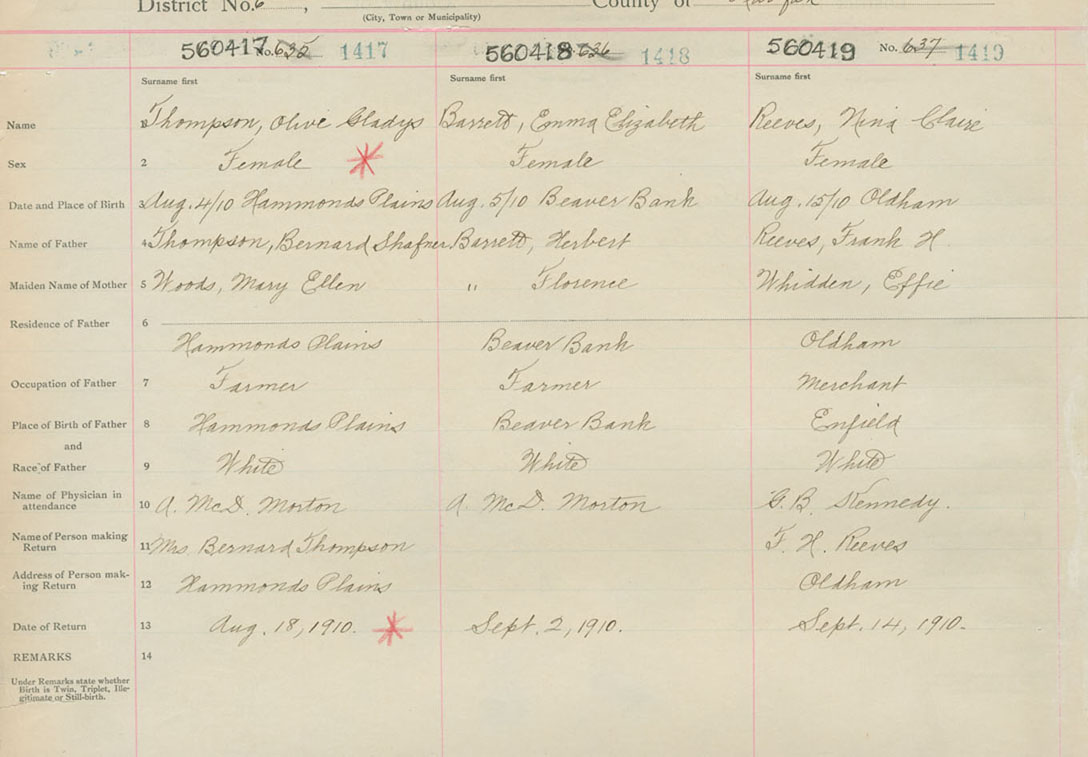 District No. 6, County of Halifax
(City, Town or Municipality)
560417 No. 635 1417 560418 No. 636 1418 560419 No. 637 1419
Surname first Surname first Surname first
Name 1 Thompson, Olive Gladys Barrett, Emma Elizabeth Reeves, Nina Claire
Sex 2 Female Female Female
Date and Place of Birth 3 Aug. 4/10 Hammonds Plains Aug. 5/10 Beaver Bank Aug. 15/10 Oldham
Name of Father 4 Thompson, Bernard Shafner Barrett, Herbert Reeves, Frank H.
Maiden Name of Mother 5 Woods, Mary Ellen " Florence Whidden, Effie
Residence of Father 6
Hammonds Plains Beaver Bank Oldham
Occupation of Father 7 Farmer Farmer Merchant
Place of Birth of Father 8 Hammonds Plains Beaver Bank Enfield
and
Race of Father 9 White White White
Name of Physician in
attendance 10 A. McD. Morton A. McD. Morton G. B. Kennedy.
Name of Person making
Return 11 Mrs. Bernard Thompson F. H. Reeves
Address of Person mak-
ing Return 12 Hammonds Plains Oldham
Date of Return 13 Aug. 18, 1910. Sept. 2, 1910. Sept. 14, 1910.
REMARKS 14
Under Remarks state whether
Birth is Twin, Triplet, Ille-
gitimate or Still-birth.